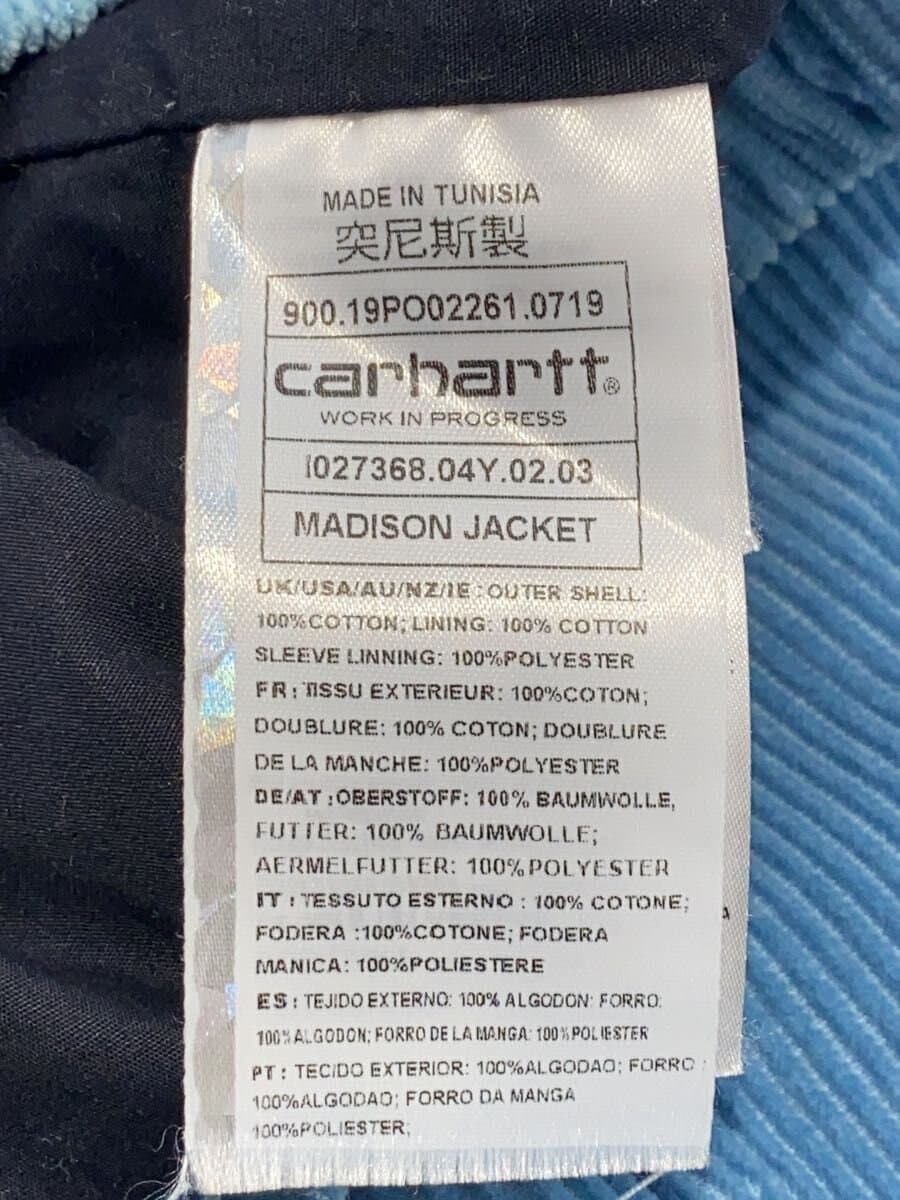 MADE IN TUNISIA
突尼斯製
900.19PO02261.0719
carhartt®
WORK IN PROGRESS
I027368.04Y.02.03
MADISON JACKET
UK/USA/AU/NZ/IE :OUTER SHELL:
100%COTTON; LINING: 100% COTTON
SLEEVE LINNING: 100%POLYESTER
FR : TISSU EXTERIEUR: 100%COTON;
DOUBLURE: 100% COTON; DOUBLURE
DE LA MANCHE: 100%POLYESTER
DE/AT :OBERSTOFF: 100% BAUMWOLLE,
FUTTER: 100% BAUMWOLLE;
AERMELFUTTER: 100%POLYESTER
IT : TESSUTO ESTERNO : 100% COTONE;
FODERA :100%COTONE; FODERA
MANICA: 100%POLIESTERE
ES : TEJIDO EXTERNO: 100% ALGODON: FORRO:
100%ALGODON; FORRO DE LA MANGA: 100%POLIESTER
PT : TECIDO EXTERIOR: 100%ALGODAO; FORRO :
100%ALGODAO; FORRO DA MANGA
100%POLIESTER;